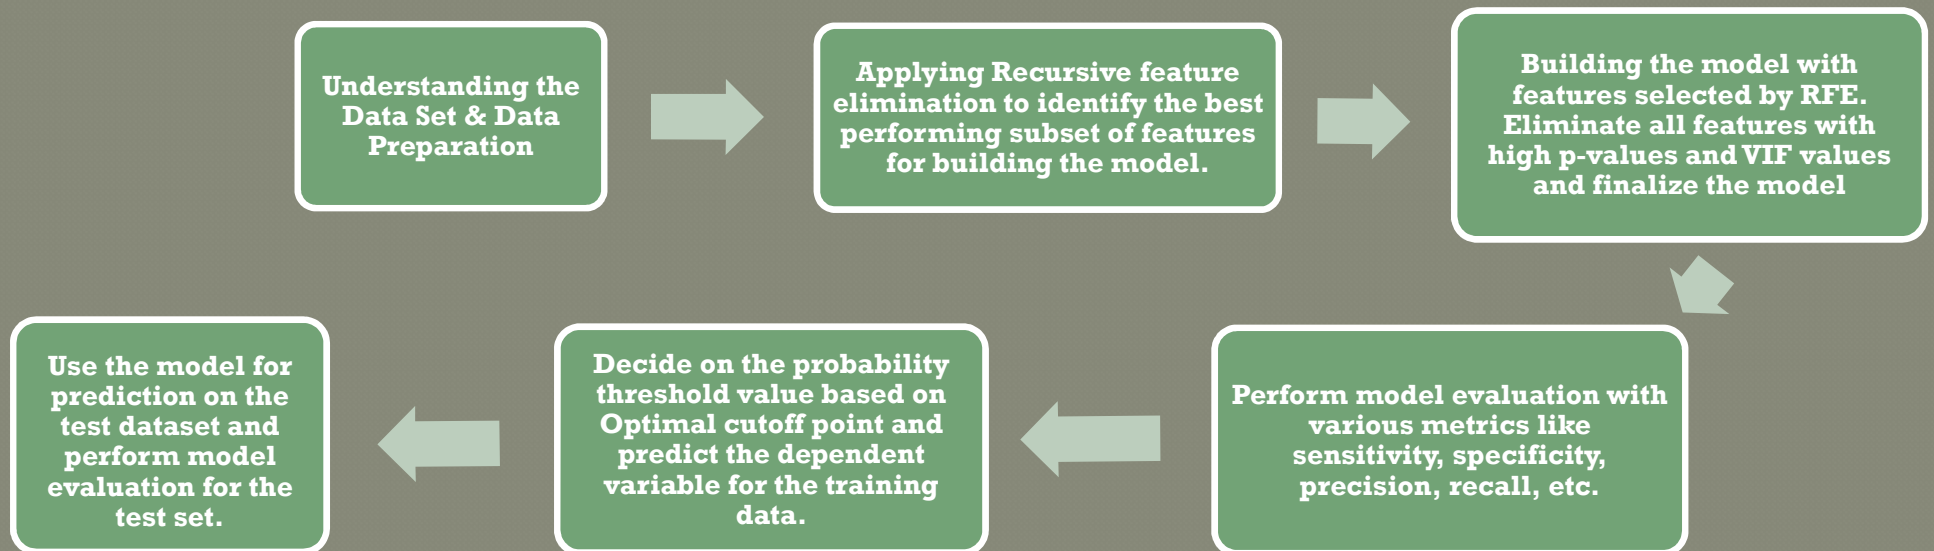 Understanding the
Data Set & Data
Preparation
Applying Recursive feature
elimination to identify the best
performing subset of features
for building the model.
Building the model with
features selected by RFE.
Eliminate all features with
high p-values and VIF values
and finalize the model
Perform model evaluation with
various metrics like
sensitivity, specificity,
precision, recall, etc.
Decide on the probability
threshold value based on
Optimal cutoff point and
predict the dependent
variable for the training
data.
Use the model for
prediction on the
test dataset and
perform model
evaluation for the
test set.